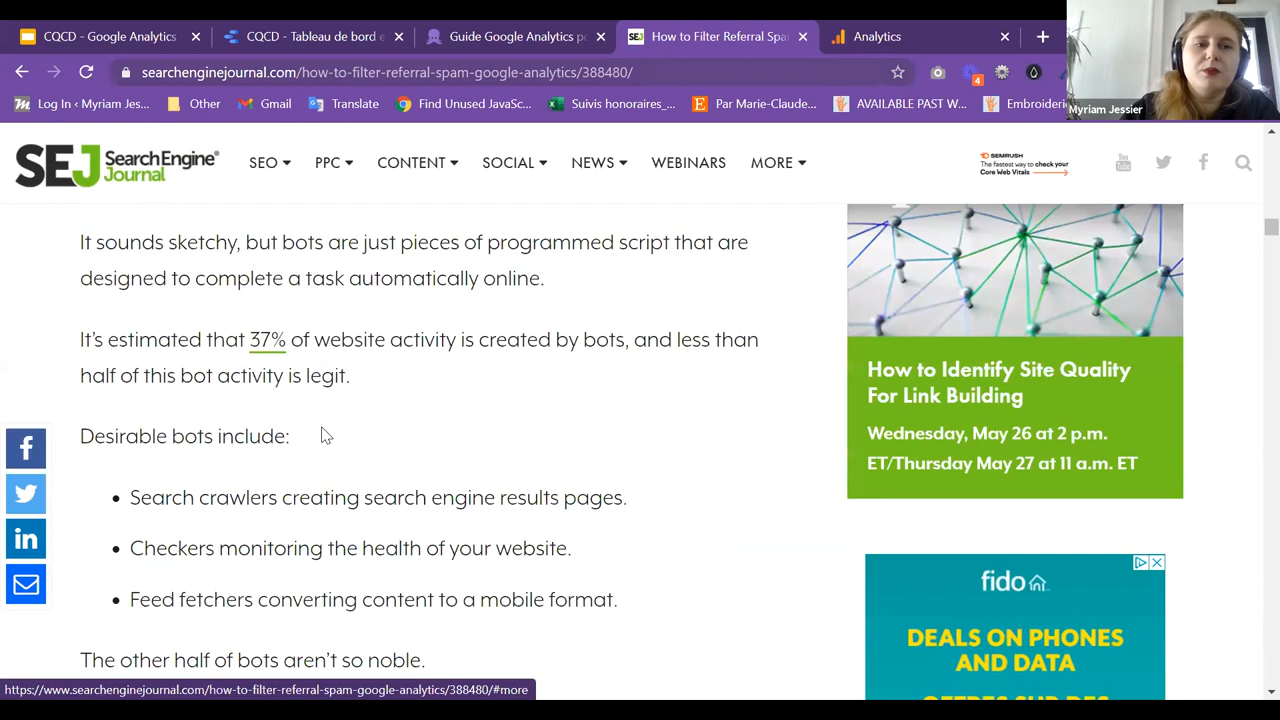 CQCD - Google Analytics
CQCD - Tableau de bord e
Guide Google Analytics po
How to Filter Referral Spa
Analytics
searchenginejournal.com/how-to-filter-referral-spam-google-analytics/388480/
4
Log In ‹ Myriam Jes...
Other
Gmail
Translate
Find Unused JavaSc...
Suivis honoraires_...
Par Marie-Claude...
AVAILABLE PAST W...
Embroiderie
Myriam Jessier
SEJ Search Engine Journal
SEO
PPC
CONTENT
SOCIAL
NEWS
WEBINARS
MORE
SEMRUSH
The fastest way to check your
Core Web Vitals
You Tube
It sounds sketchy, but bots are just pieces of programmed script that are
designed to complete a task automatically online.
It's estimated that 37% of website activity is created by bots, and less than
half of this bot activity is legit.
Desirable bots include:
• Search crawlers creating search engine results pages.
• Checkers monitoring the health of your website.
• Feed fetchers converting content to a mobile format.
The other half of bots aren't so noble.
How to Identify Site Quality
For Link Building
Wednesday, May 26 at 2 p.m.
ET/Thursday May 27 at 11 a.m. ET
fido
DEALS ON PHONES
AND DATA
https://www.searchenginejournal.com/how-to-filter-referral-spam-google-analytics/388480/#more